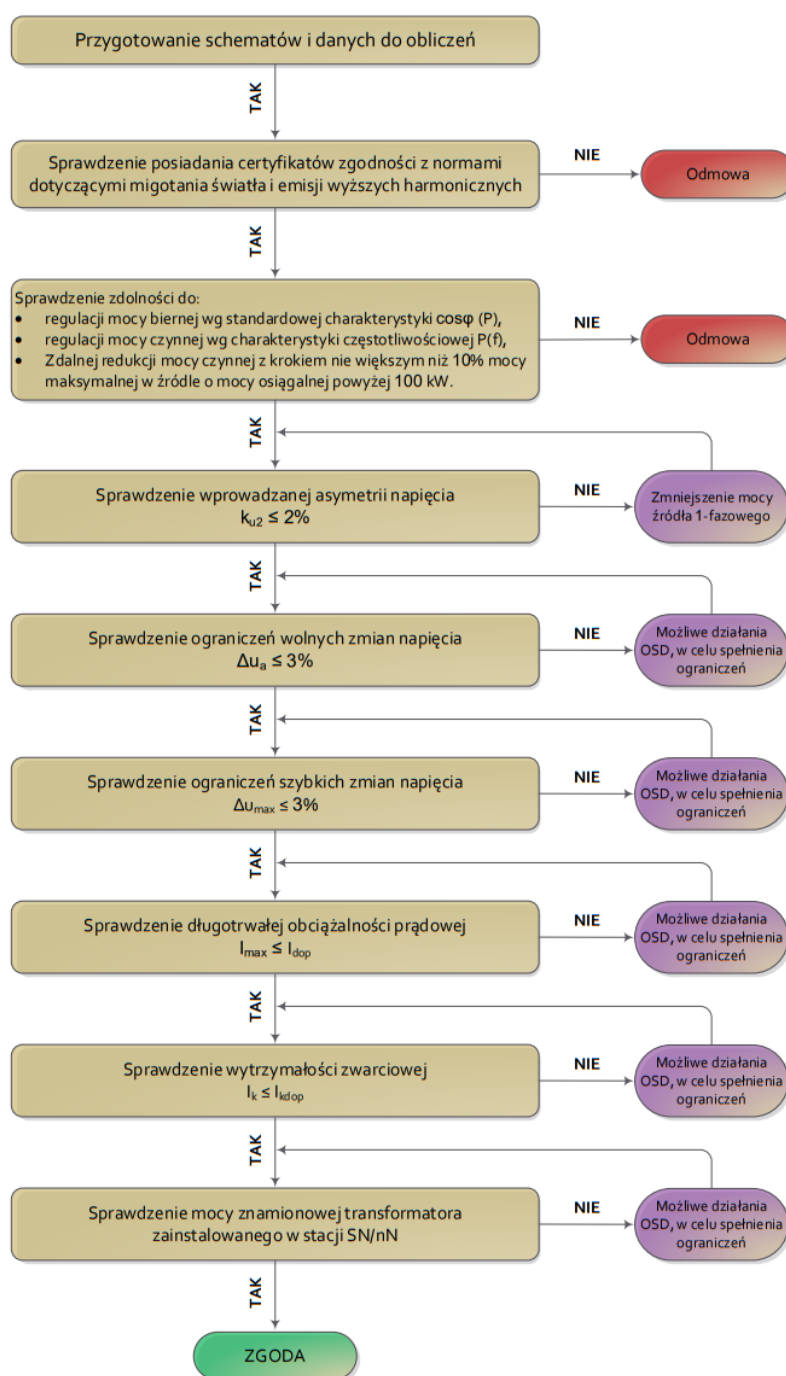 Przygotowanie schematów i danych do obliczeń
TAK
Sprawdzenie posiadania certyfikatów zgodności z normami
dotyczącymi migotania światła i emisji wyższych harmonicznych
NIE
Odmowa
TAK
Sprawdzenie zdolności do:
• regulacji mocy biernej wg standardowej charakterystyki cosφ (P),
• regulacji mocy czynnej wg charakterystyki częstotliwościowej P(f),
• Zdalnej redukcji mocy czynnej z krokiem nie większym niż 10% mocy
maksymalnej w źródle o mocy osiągalnej powyżej 100 kW.
NIE
Odmowa
TAK
Sprawdzenie wprowadzanej asymetrii napięcia
k_u2 ≤ 2%
NIE
Zmniejszenie mocy
źródła 1-fazowego
TAK
Sprawdzenie ograniczeń wolnych zmian napięcia
Δu_a ≤ 3%
NIE
Możliwe działania
OSD, w celu spełnienia
ograniczeń
TAK
Sprawdzenie ograniczeń szybkich zmian napięcia
Δu_max ≤ 3%
NIE
Możliwe działania
OSD, w celu spełnienia
ograniczeń
TAK
Sprawdzenie długotrwałej obciążalności prądowej
I_max ≤ I_dop
NIE
Możliwe działania
OSD, w celu spełnienia
ograniczeń
TAK
Sprawdzenie wytrzymałości zwarciowej
I_k ≤ I_kdop
NIE
Możliwe działania
OSD, w celu spełnienia
ograniczeń
TAK
Sprawdzenie mocy znamionowej transformatora
zainstalowanego w stacji SN/nN
NIE
Możliwe działania
OSD, w celu spełnienia
ograniczeń
TAK
ZGODA